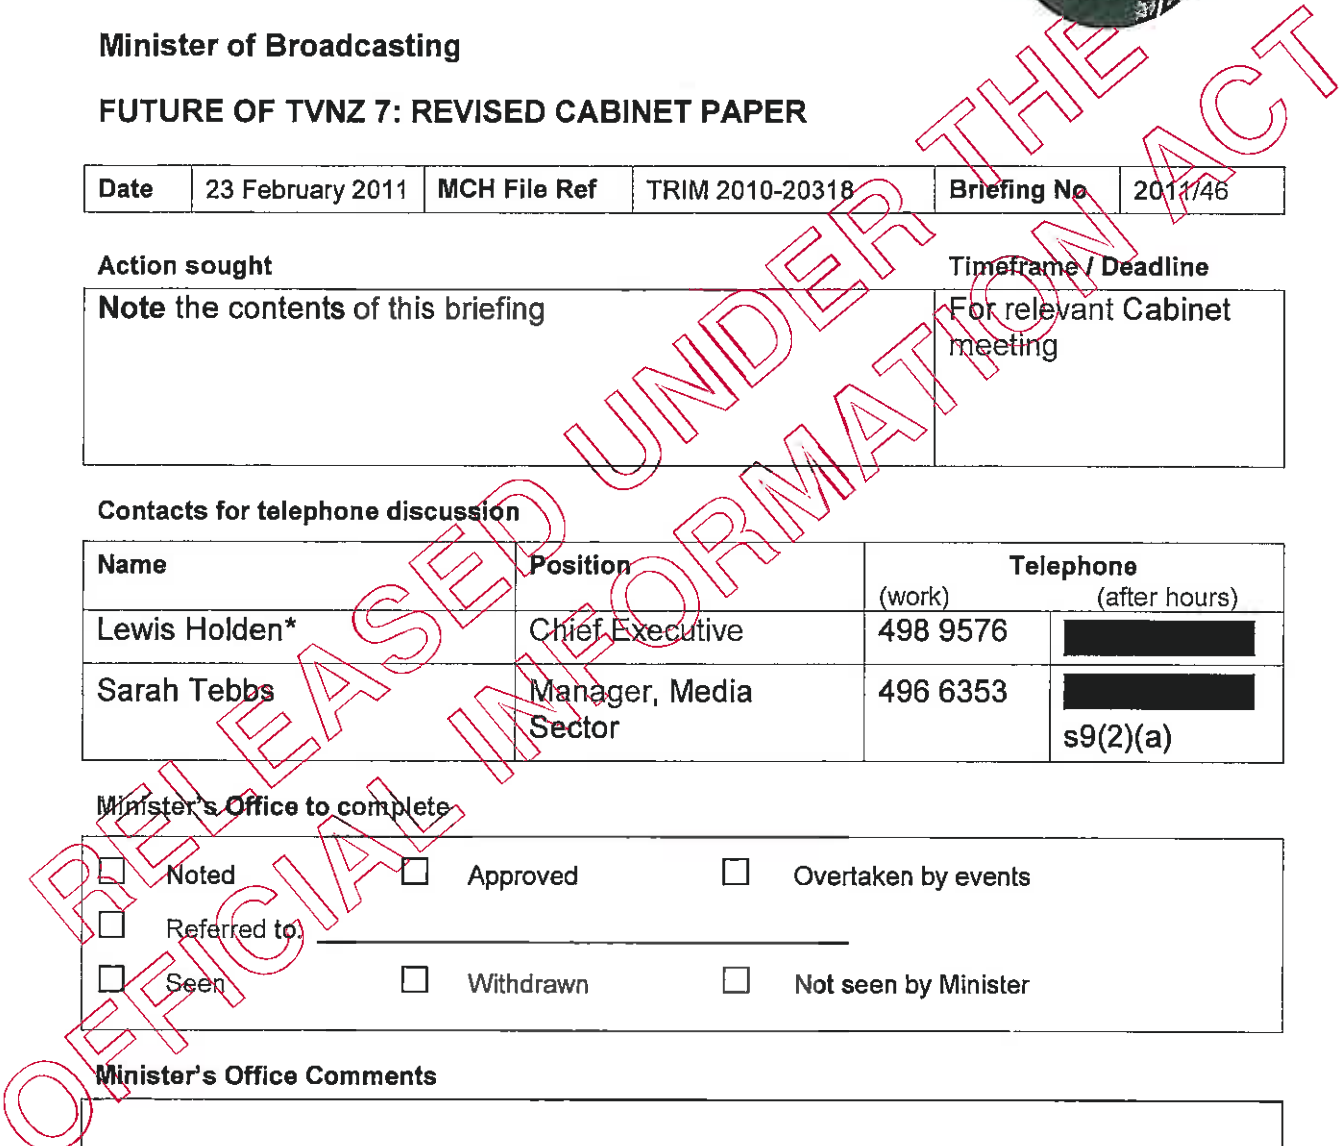 Minister of Broadcasting
FUTURE OF TVNZ 7: REVISED CABINET PAPER
Date 23 February 2011 MCH File Ref TRIM 2010-20318 Briefing No 2011/46
Action sought Timeframe / Deadline
Note the contents of this briefing For relevant Cabinet
meeting
Contacts for telephone discussion
Name Position Telephone
(work) (after hours)
Lewis Holden* Chief Executive 498 9576
Sarah Tebbs Manager, Media 496 6353
Sector s9(2)(a)
Minister's Office to complete
Noted Approved Overtaken by events
Referred to:
Seen Withdrawn Not seen by Minister
Minister's Office Comments
RELEASED UNDER THE
OFFICIAL INFORMATION ACT